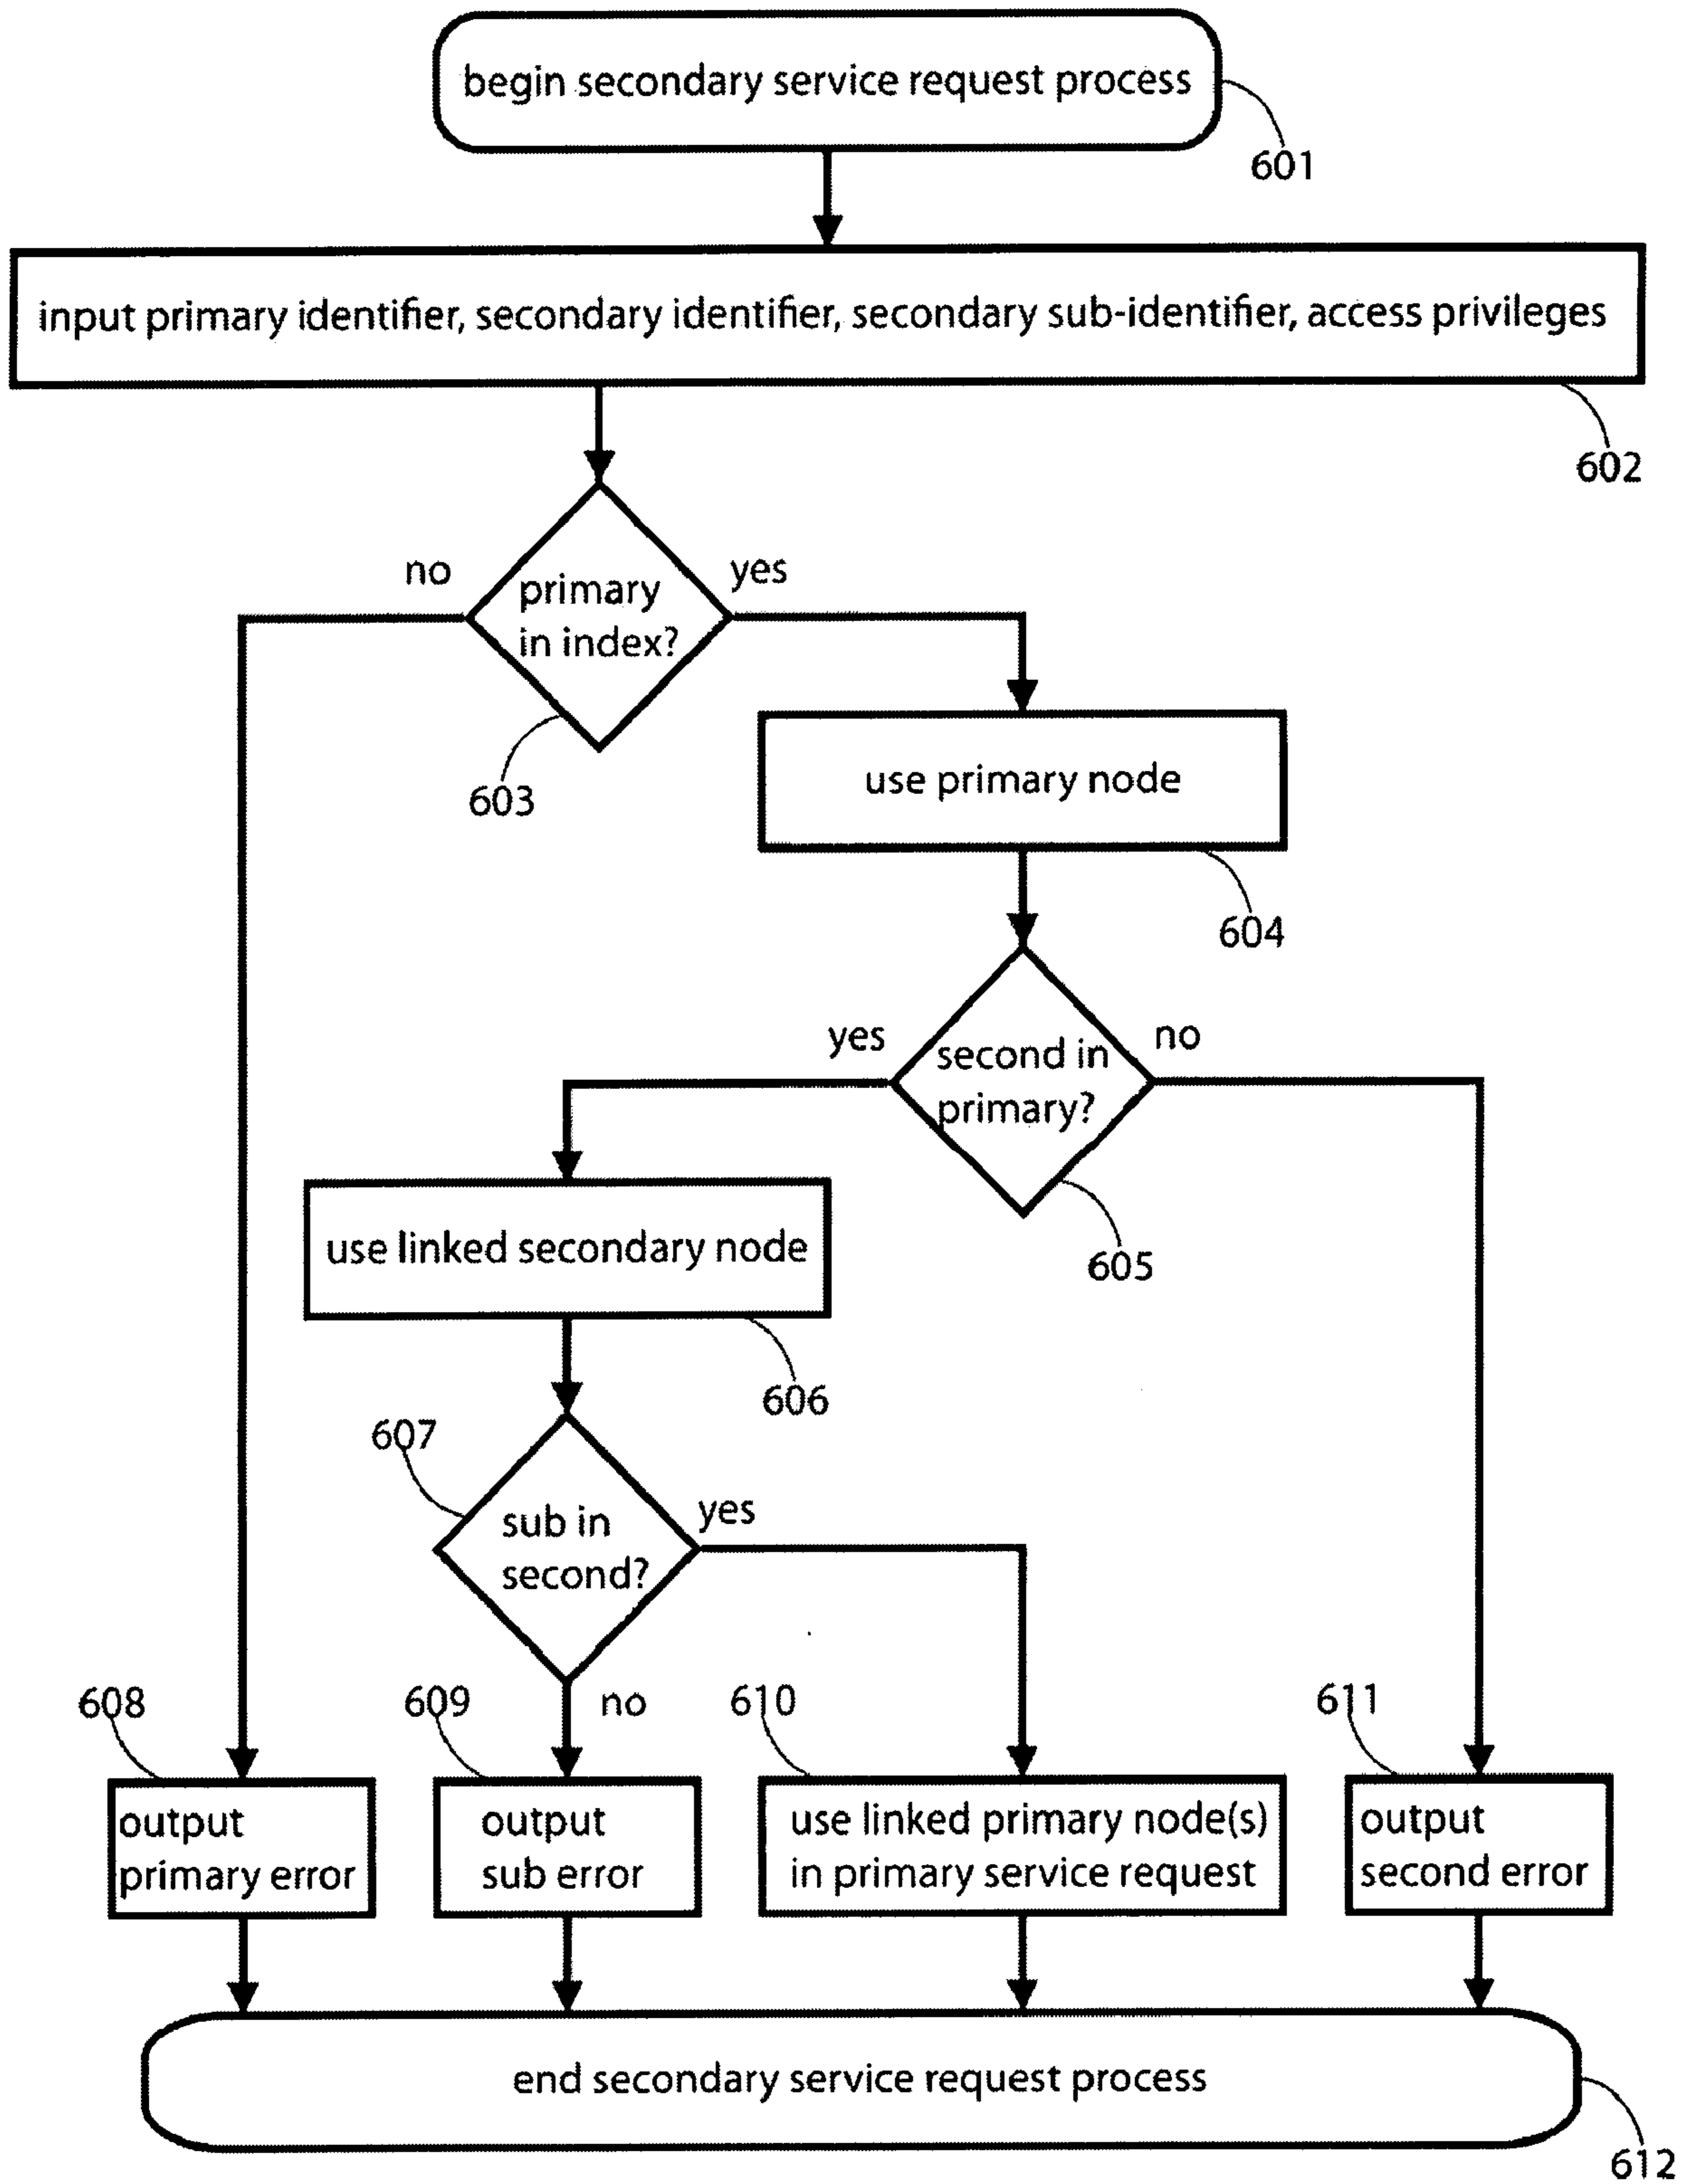 begin secondary service request process
601
input primary identifier, secondary identifier, secondary sub-identifier, access privileges
602
no
yes
primary
in index?
603
use primary node
604
yes
no
second in
primary?
605
use linked secondary node
606
607
sub in
second?
yes
no
608
609
610
611
output
primary error
output
sub error
use linked primary node(s)
in primary service request
output
second error
end secondary service request process
612